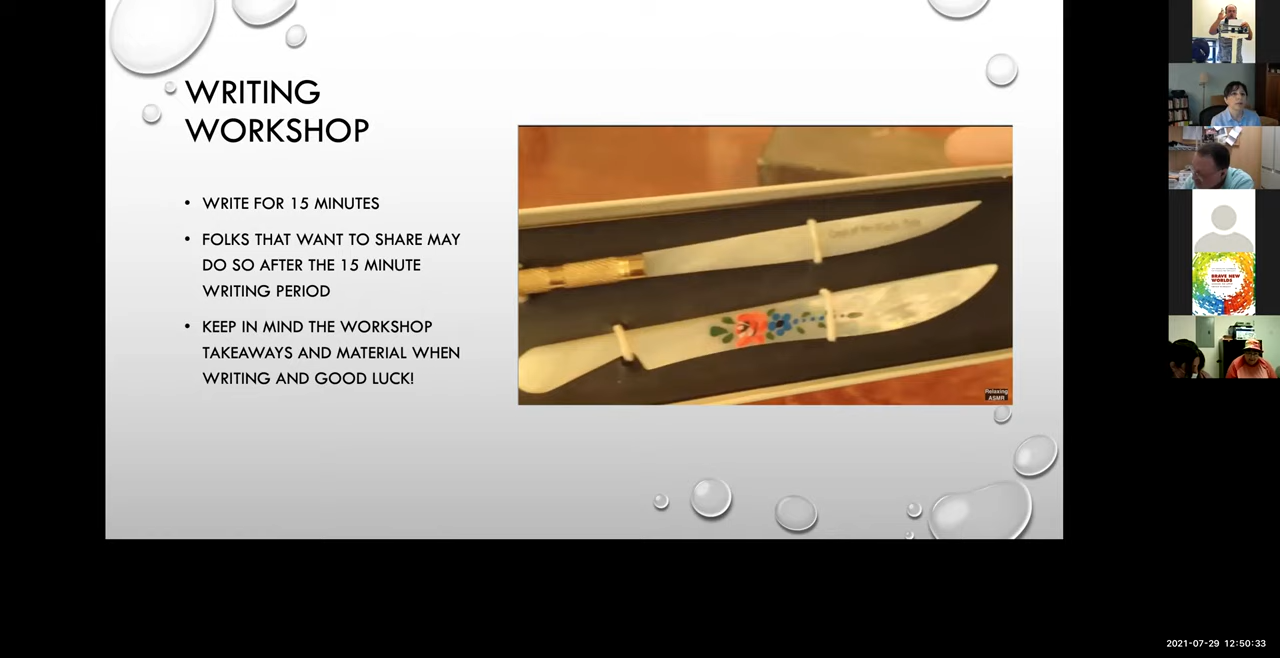 WRITING
WORKSHOP
• WRITE FOR 15 MINUTES
• FOLKS THAT WANT TO SHARE MAY
DO SO AFTER THE 15 MINUTE
WRITING PERIOD
• KEEP IN MIND THE WORKSHOP
TAKEAWAYS AND MATERIAL WHEN
WRITING AND GOOD LUCK!
Relaxing
ASMR
BRAVE NEW
WORLDS
2021-07-29 12:50:33